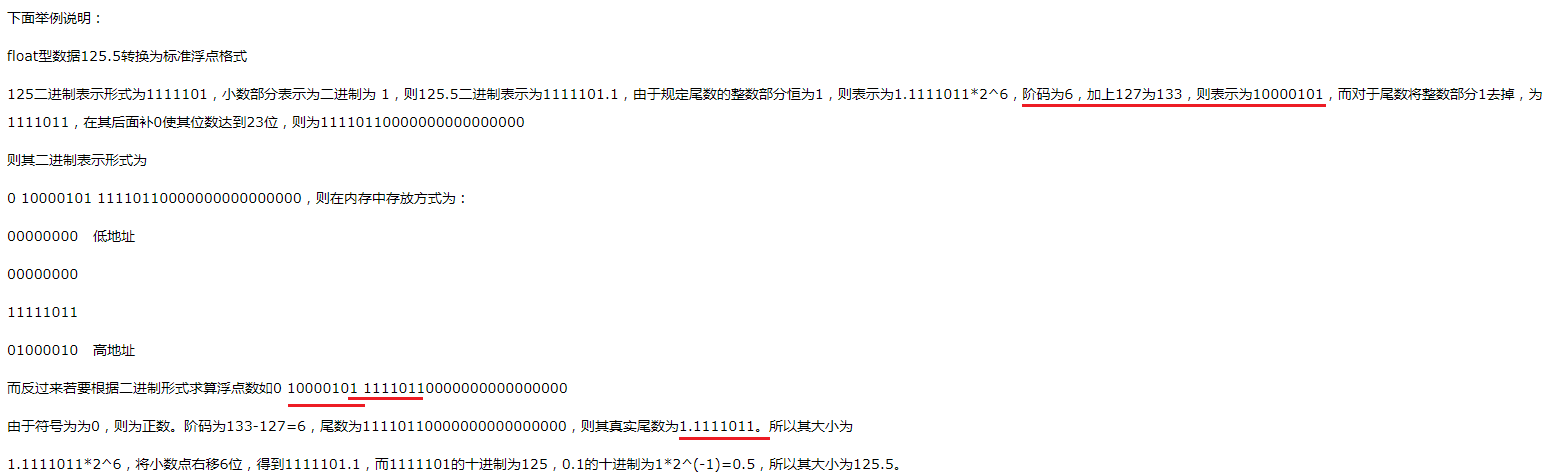 下面举例说明：
float型数据125.5转换为标准浮点格式
125二进制表示形式为1111101，小数部分表示为二进制为 1，则125.5二进制表示为1111101.1，由于规定尾数的整数部分恒为1，则表示为1.1111011*2^6，阶码为6，加上127为133，则表示为10000101，而对于尾数将整数部分1去掉，为
1111011，在其后面补0使其位数达到23位，则为11110110000000000000000
则其二进制表示形式为
0 10000101 11110110000000000000000，则在内存中存放方式为：
00000000 低地址
00000000
11111011
01000010 高地址
而反过来若要根据二进制形式求算浮点数如0 10000101 11110110000000000000000
由于符号为为0，则为正数。阶码为133-127=6，尾数为11110110000000000000000，则其真实尾数为1.1111011。所以其大小为
1.1111011*2^6，将小数点右移6位，得到1111101.1，而1111101的十进制为125，0.1的十进制为1*2^(-1)=0.5，所以其大小为125.5。